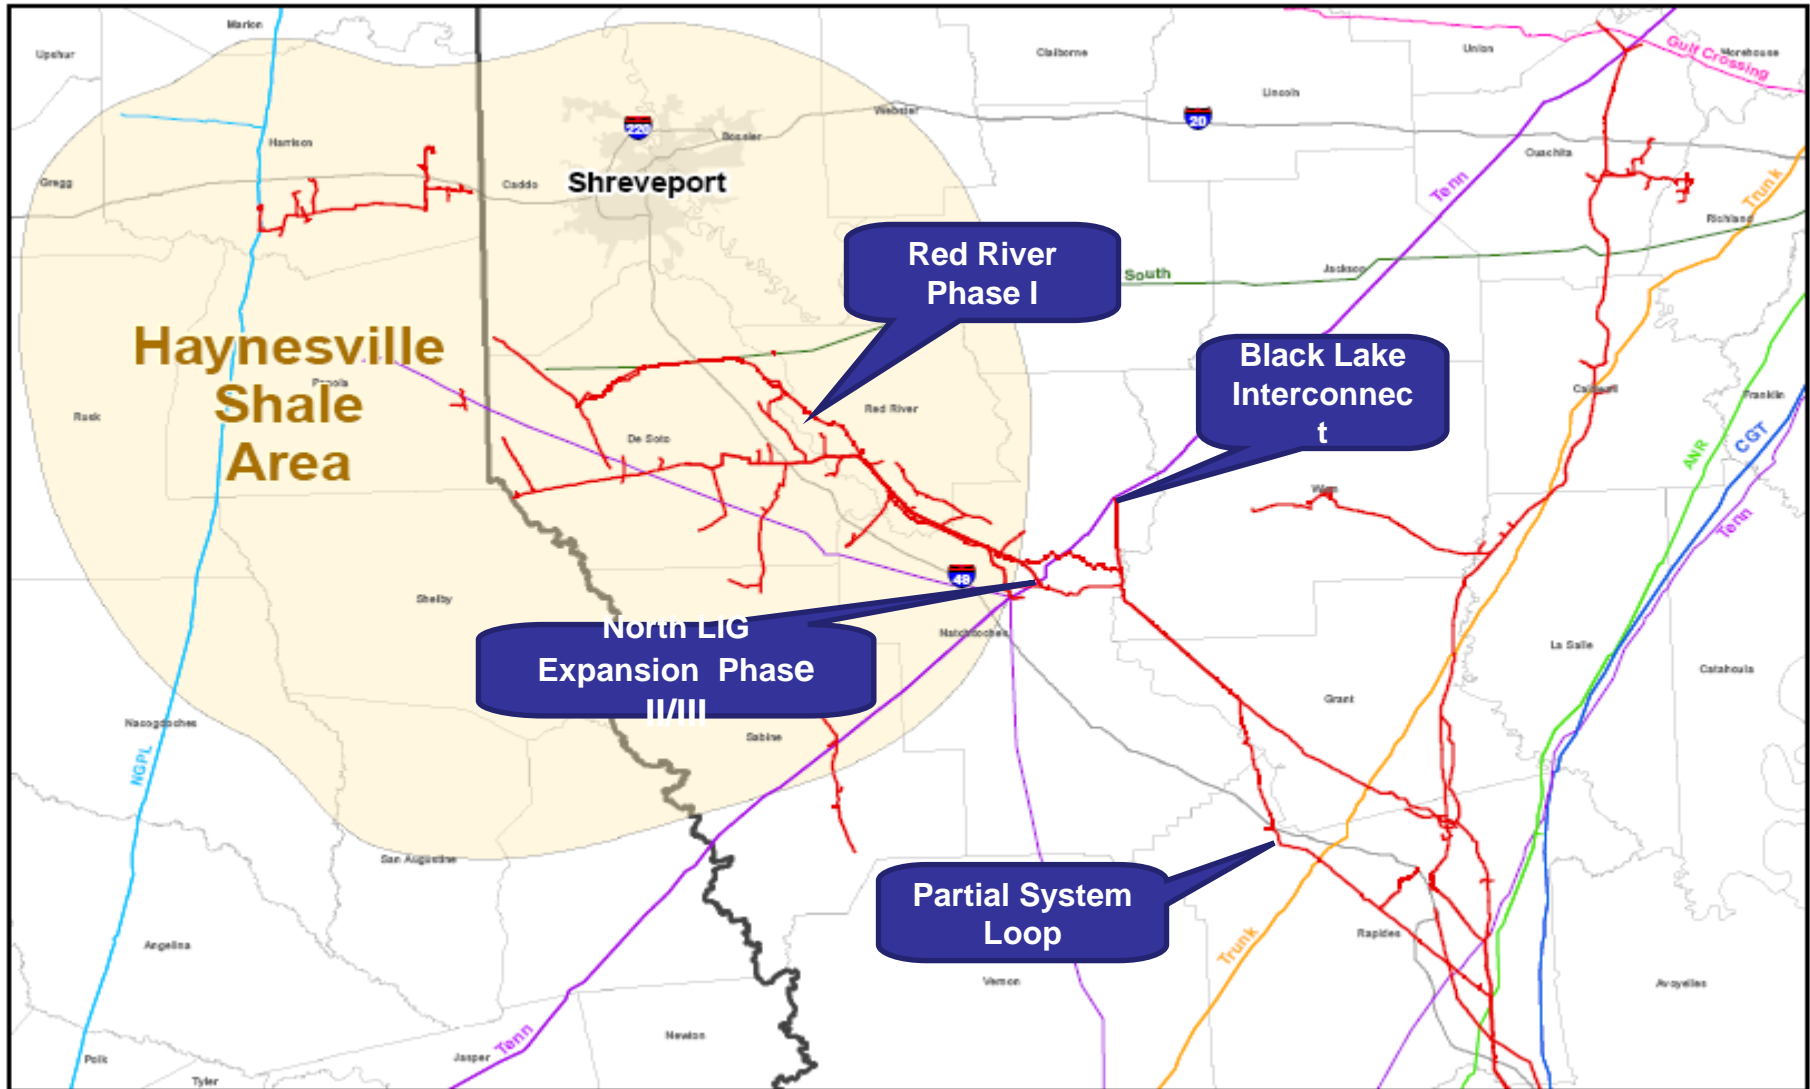 Marion
Upshur
Claiborne
Union
Morehouse
Gulf Crossing
Lincoln
Webster
220
Bossier
20
Harrison
Ouachita
Gregg
Caddo
Shreveport
Tenn
Trunk
Richland
Red River
Phase I
South
Jackson
Haynesville
Shale
Area
Panola
Rusk
Black Lake
Interconnec
t
Caldwell
Franklin
Red River
De Soto
ANR
CGT
Winn
Tenn
49
Shelby
North LIG
Expansion Phase
II/III
Natchitoches
La Salle
Catahoula
Grant
Nacogdoches
Sabine
NGPL
San Augustine
Partial System
Loop
Rapides
Trunk
Angelina
Vernon
Avoyelles
Newton
Tenn
Jasper
Polk
Tyler